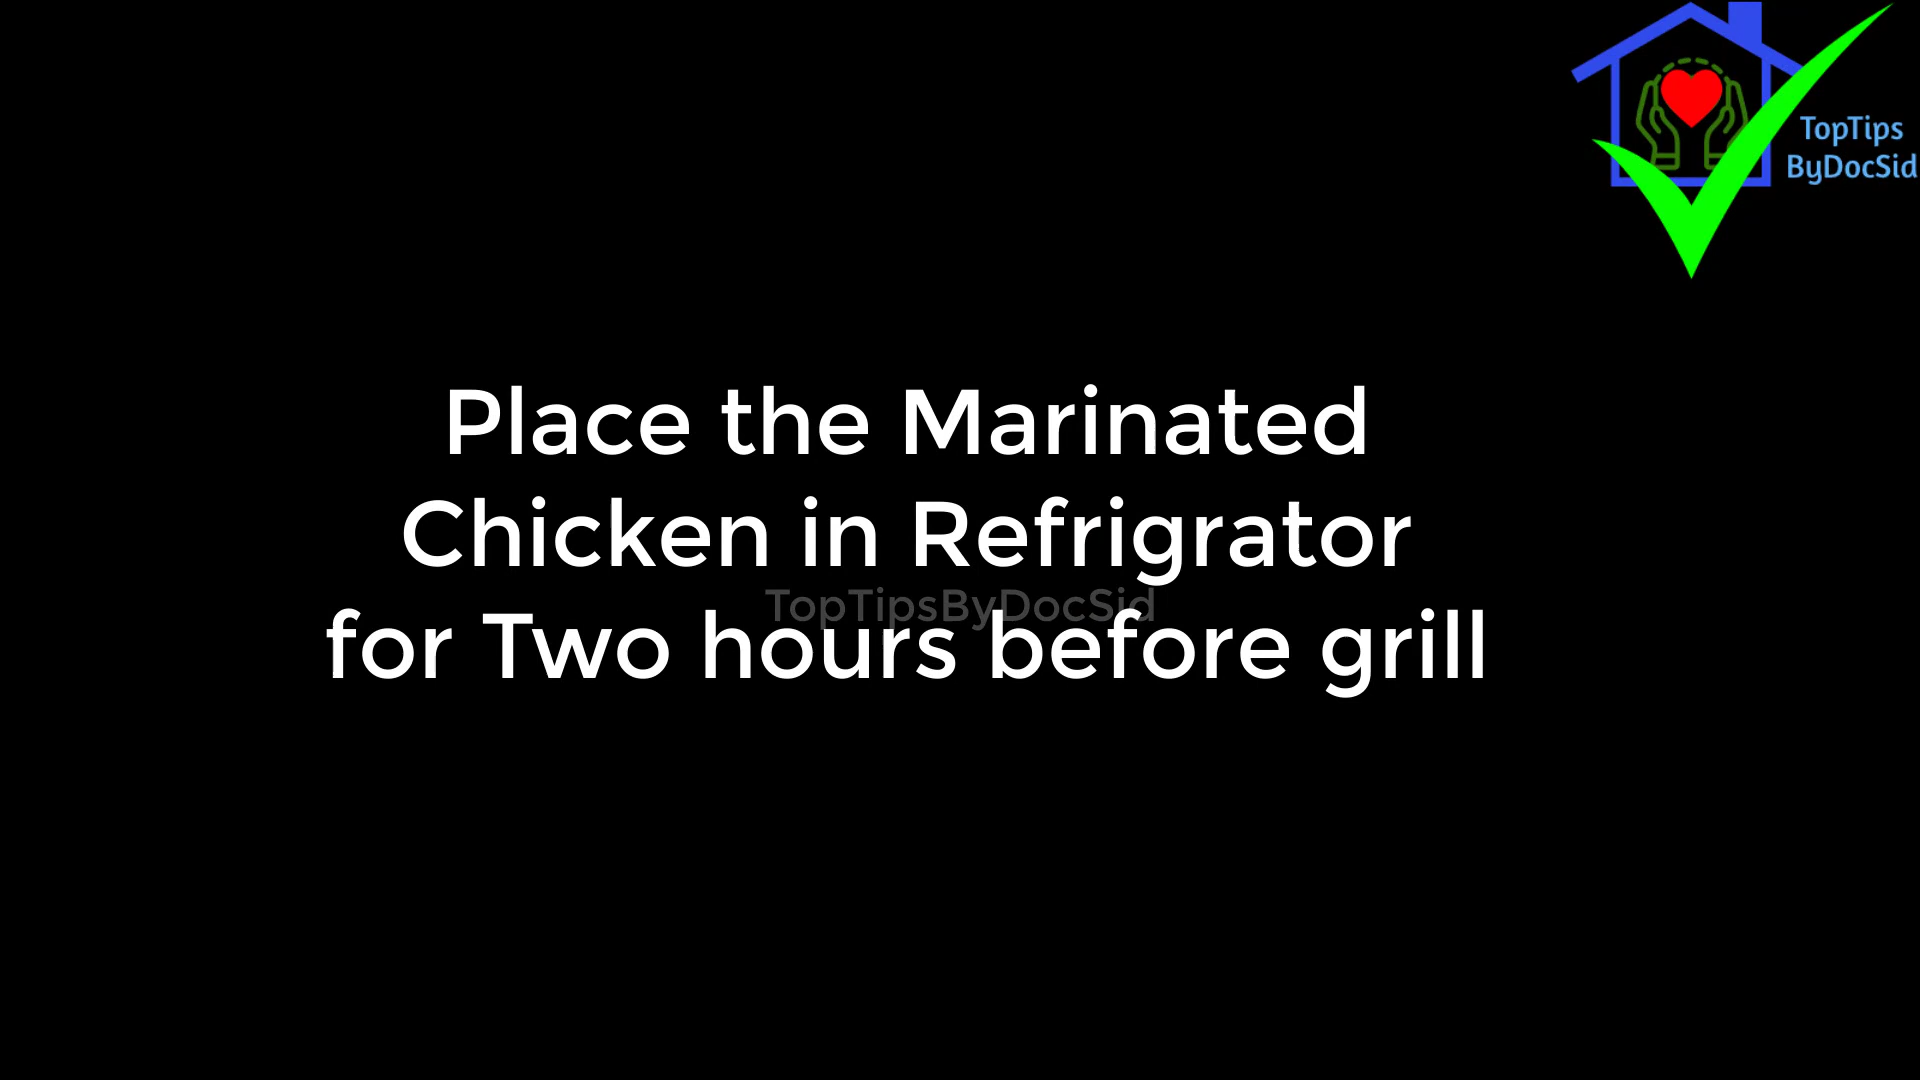 TopTips
ByDocSid
Place the Marinated
Chicken in Refrigrator
TopTipsByDocSid
for Two hours before grill